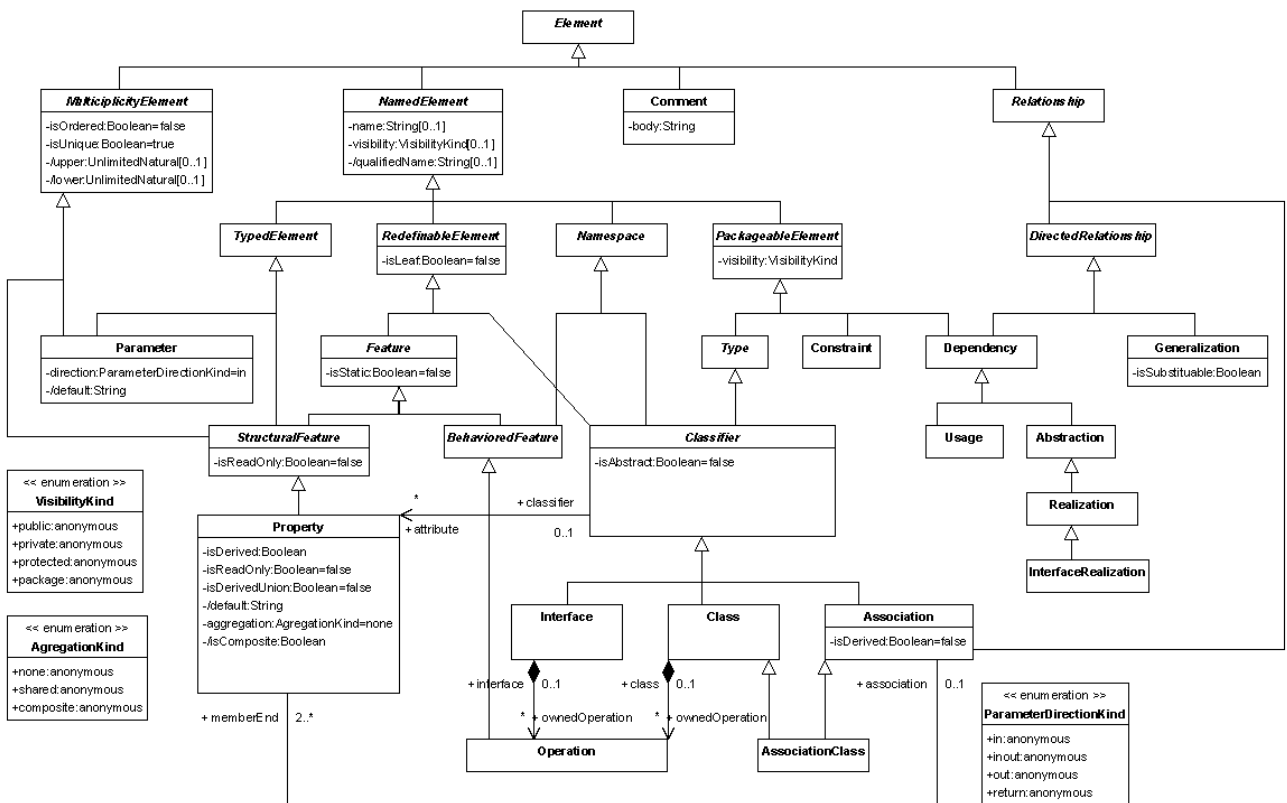 Element
MulticiplicityElement
-isOrdered:Boolean=false
-isUnique:Boolean=true
-/upper:UnlimitedNatural[0..1]
-/lower:UnlimitedNatural[0..1]
NamedElement
-name:String[0..1]
-visibility:VisibilityKind[0..1]
-/qualifiedName:String[0..1]
Comment
-body:String
Relationship
TypedElement
RedefinableElement
-isLeaf:Boolean=false
Namespace
PackageableElement
-visibility:VisibilityKind
DirectedRelationship
Parameter
-direction:ParameterDirectionKind=in
-/default:String
Feature
-isStatic:Boolean=false
Type
Constraint
Dependency
Generalization
-isSubstituable:Boolean
StructuralFeature
-isReadOnly:Boolean=false
BehavioredFeature
Classifier
-isAbstract:Boolean=false
Usage
Abstraction
Realization
InterfaceRealization
<< enumeration >>
VisibilityKind
+public:anonymous
+private:anonymous
+protected:anonymous
+package:anonymous
*
+ attribute
+ classifier
0..1
Property
-isDerived:Boolean
-isReadOnly:Boolean=false
-isDerivedUnion:Boolean=false
-/default:String
-aggregation:AgregationKind=none
-/isComposite:Boolean
<< enumeration >>
AgregationKind
+none:anonymous
+shared:anonymous
+composite:anonymous
Interface
Class
Association
-isDerived:Boolean=false
+ interface
0..1
+ class
0..1
+ association
0..1
+ memberEnd
2..*
* + ownedOperation
* + ownedOperation
Operation
AssociationClass
<< enumeration >>
ParameterDirectionKind
+in:anonymous
+inout:anonymous
+out:anonymous
+return:anonymous